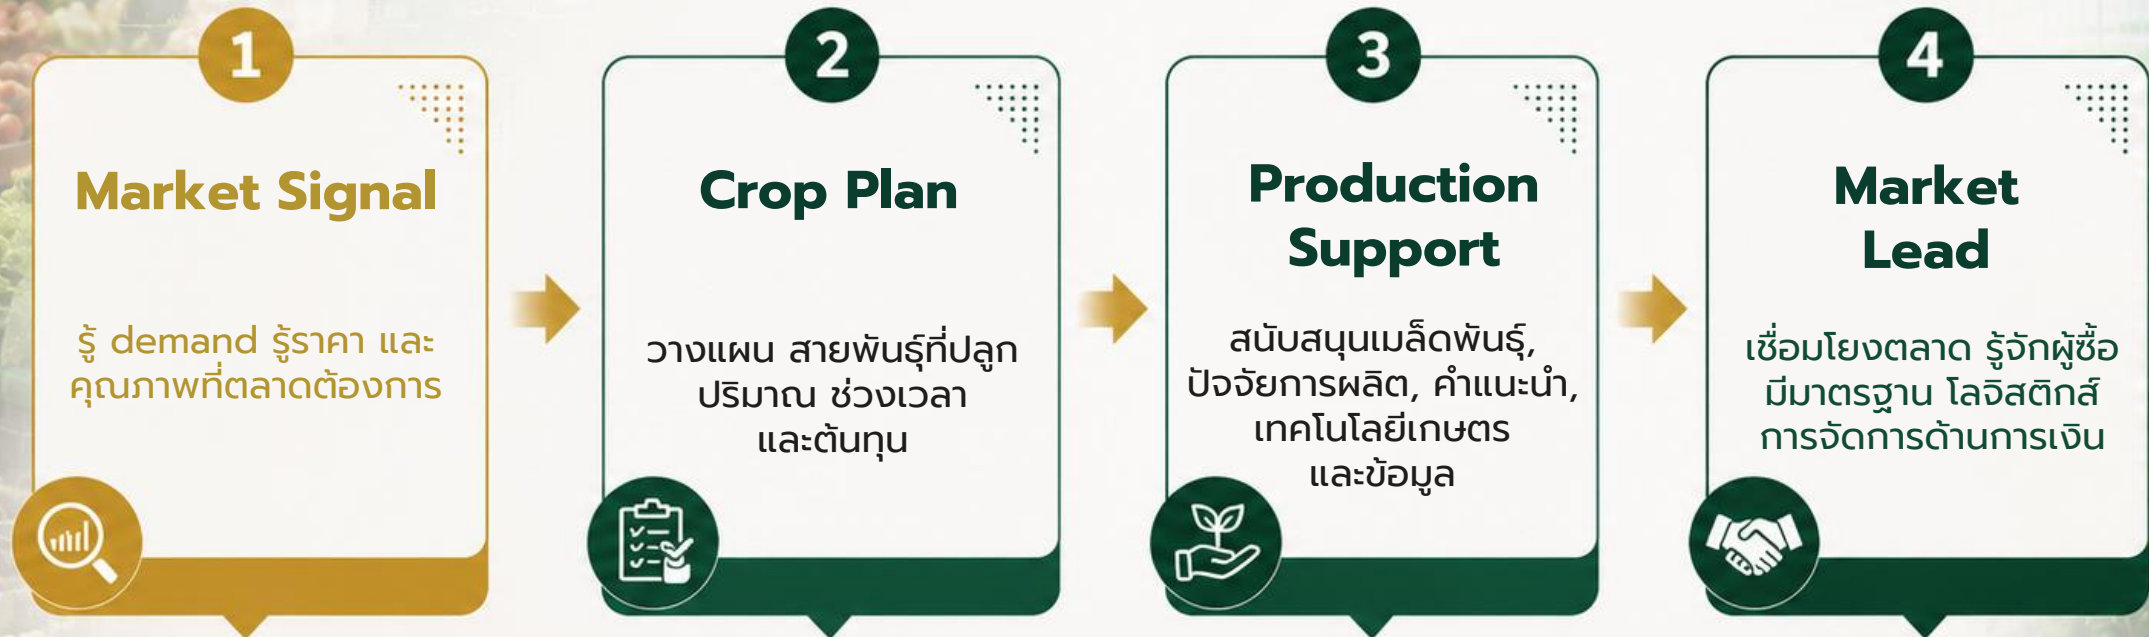 1
Market Signal
รู้ demand รู้ราคา และ
คุณภาพที่ตลาดต้องการ
2
Crop Plan
วางแผน สายพันธุ์ที่ปลูก
ปริมาณ ช่วงเวลา
และต้นทุน
3
Production
Support
สนับสนุนเมล็ดพันธุ์,
ปัจจัยการผลิต, คำแนะนำ,
เทคโนโลยีเกษตร
และข้อมูล
4
Market
Lead
เชื่อมโยงตลาด รู้จักผู้ซื้อ
มีมาตรฐาน โลจิสติกส์
การจัดการด้านการเงิน